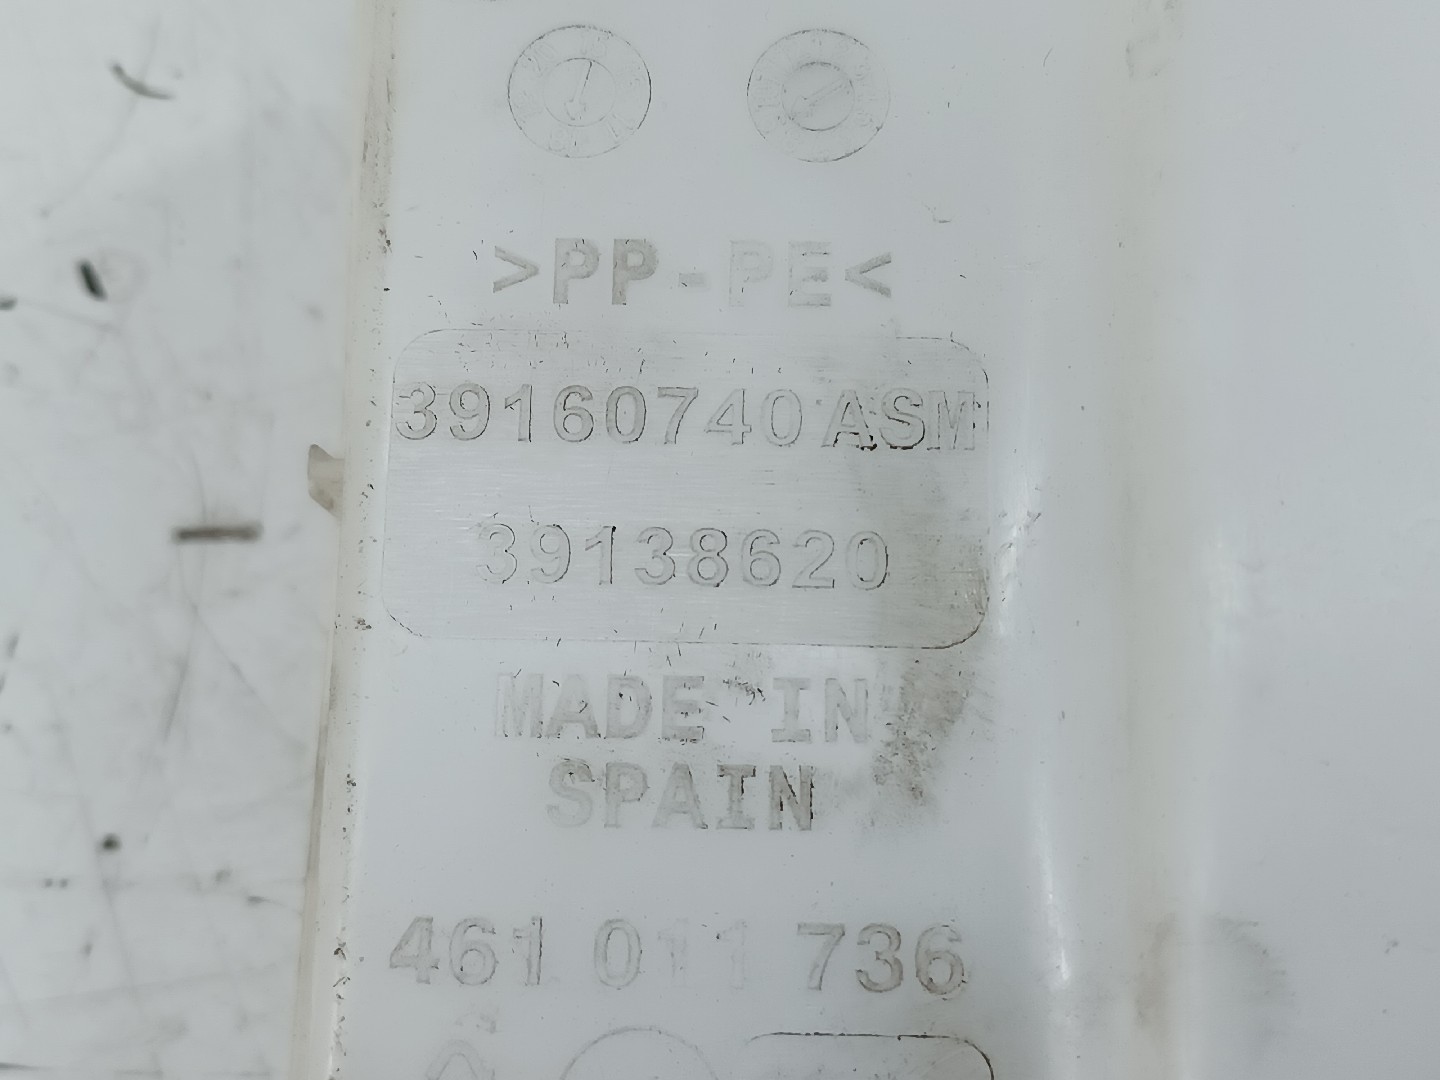 >PP-PE<
39160740 ASM
39138620
MADE IN
SPAIN
461 011 736